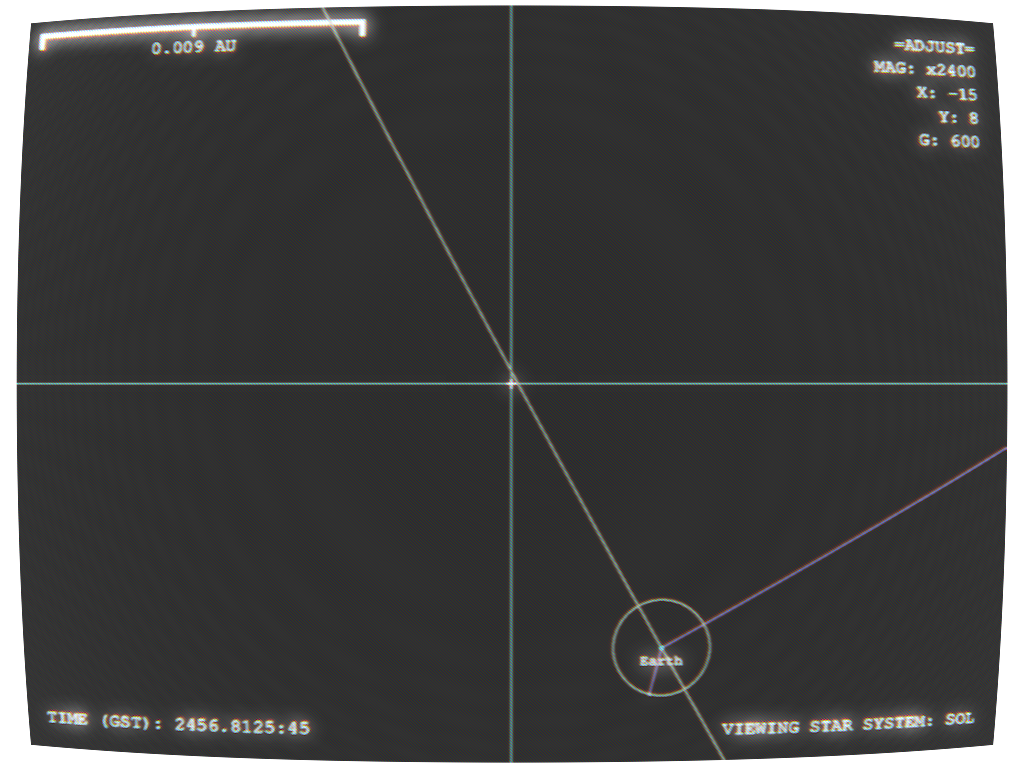 0.009 AU
=ADJUST=
MAG: x2400
X: -15
Y: 8
G: 600
Earth
TIME (GST): 2456.8125:45
VIEWING STAR SYSTEM: SOL